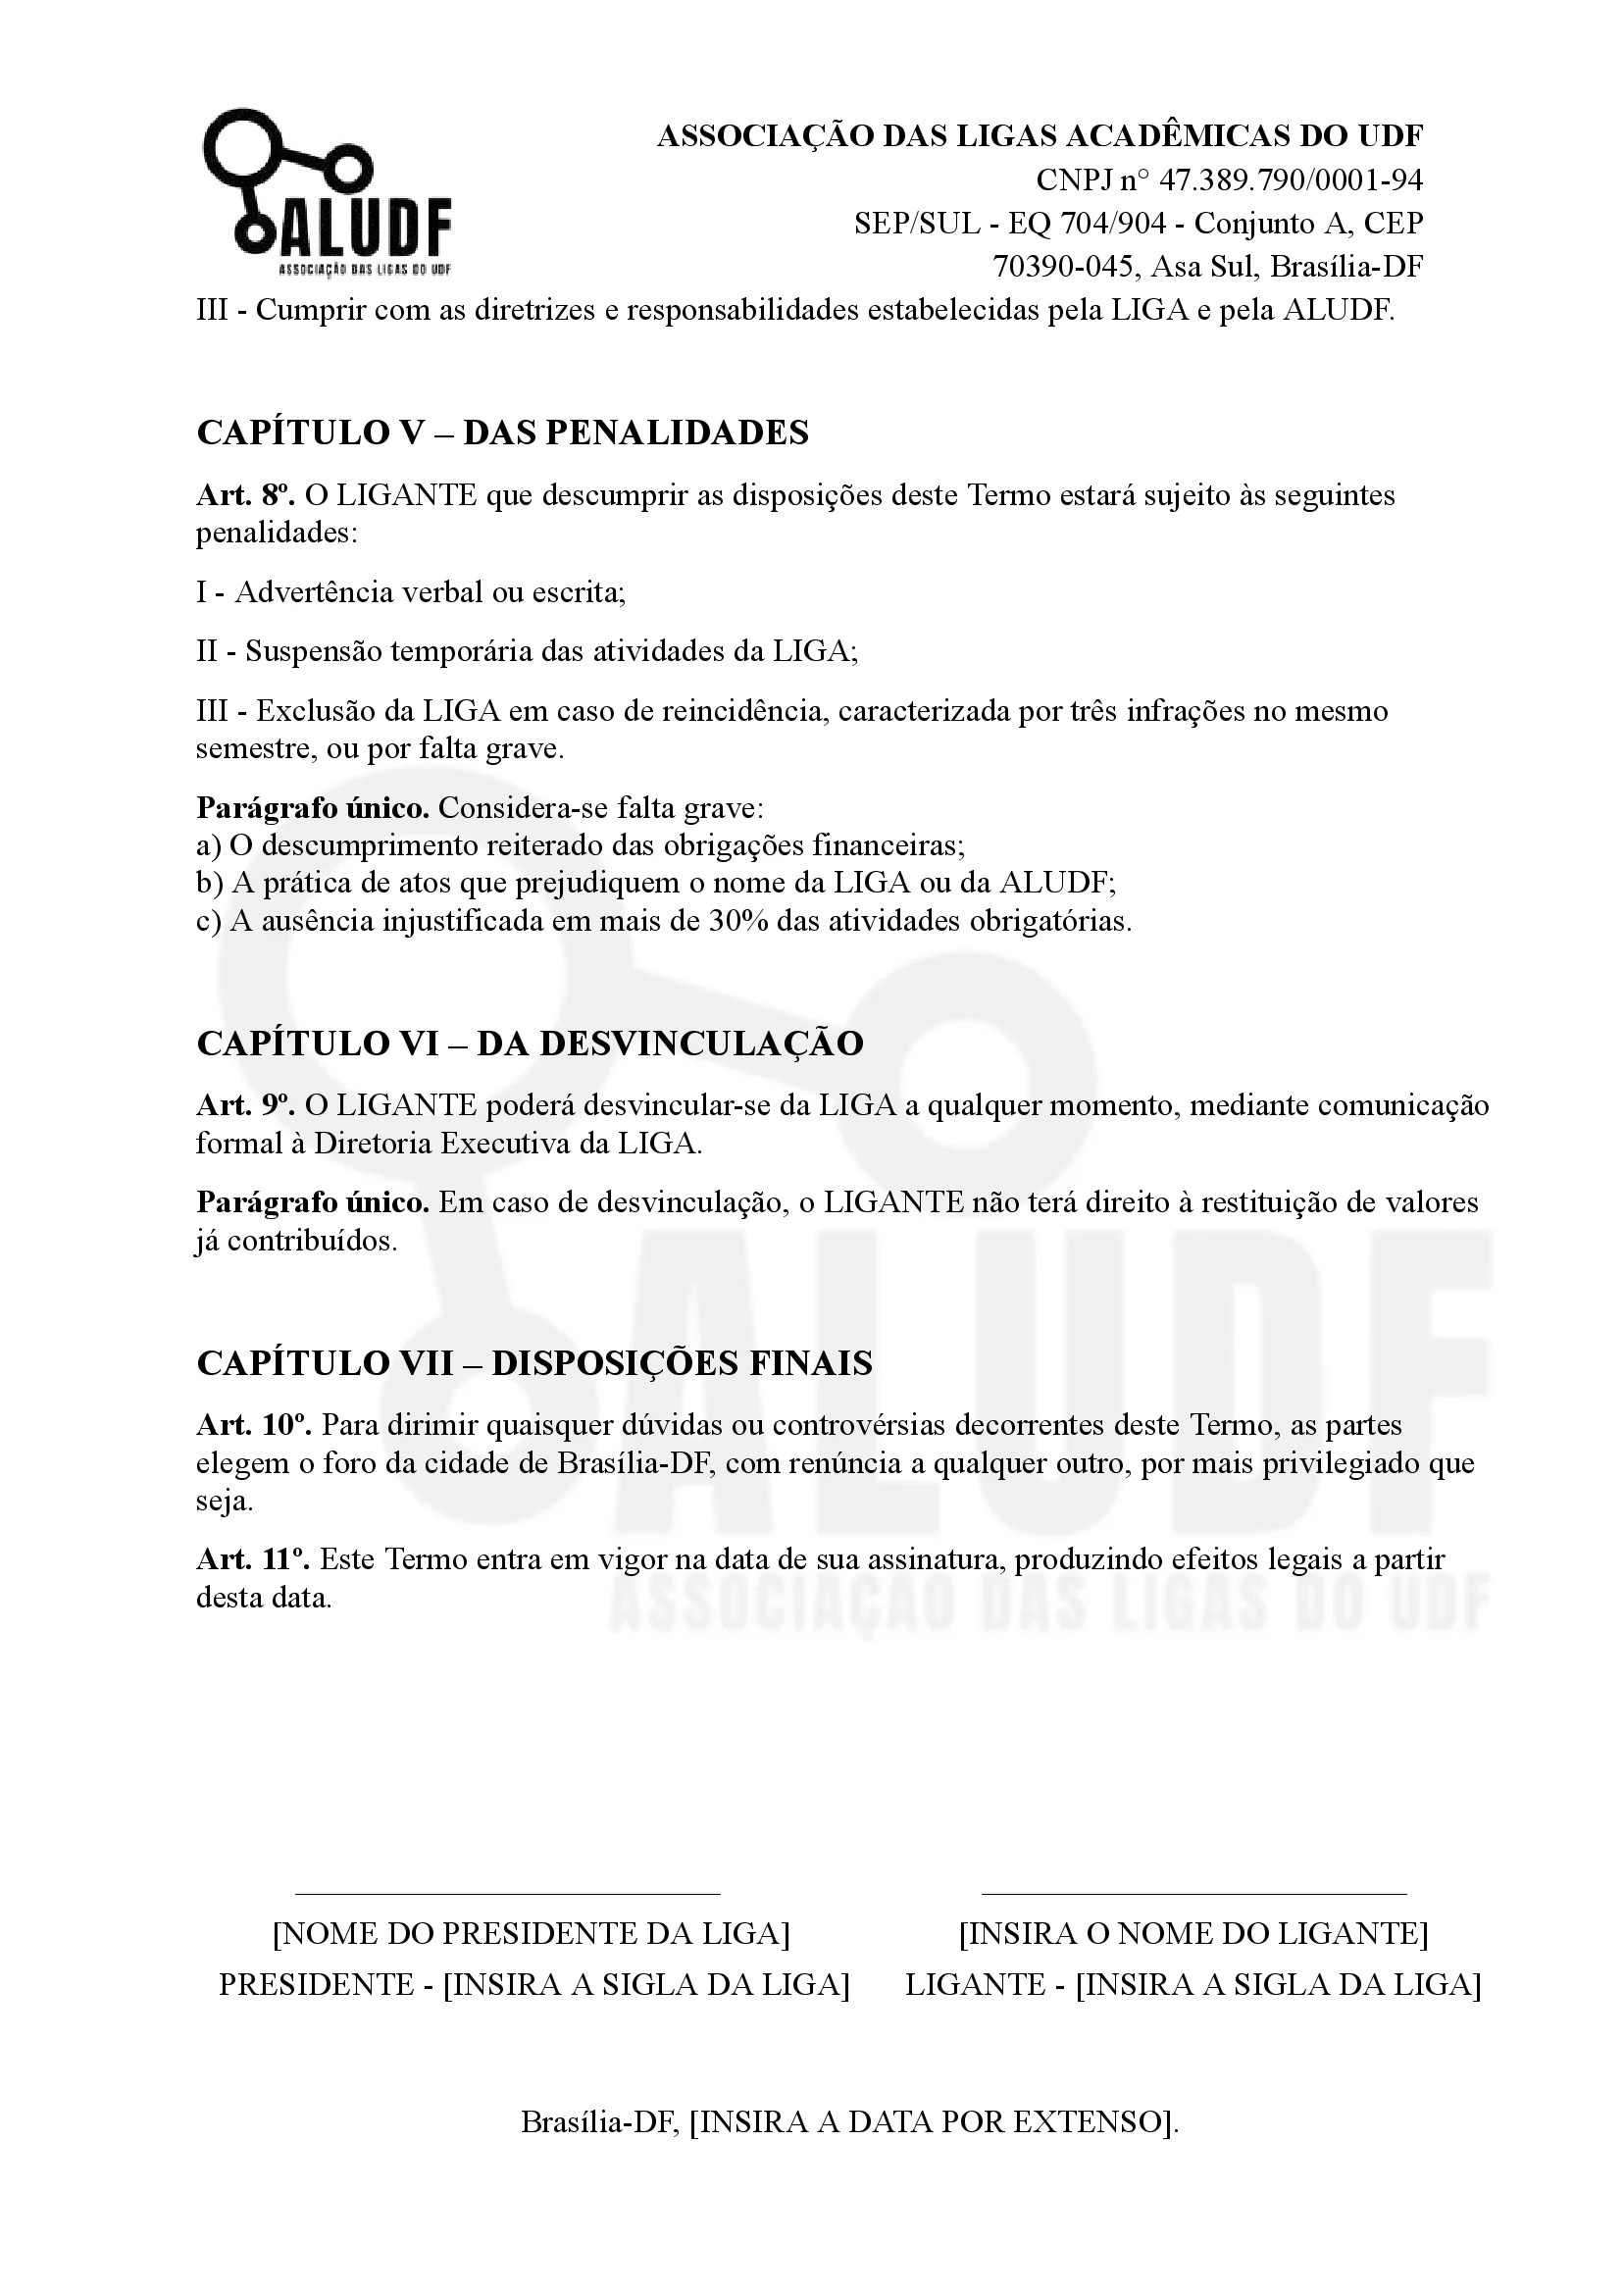 ALUDF
ASSOCIAÇÃO DAS LIGAS DO UDF
ASSOCIAÇÃO DAS LIGAS ACADÊMICAS DO UDF
CNPJ n° 47.389.790/0001-94
SEP/SUL - EQ 704/904 - Conjunto A, CEP
70390-045, Asa Sul, Brasília-DF
III - Cumprir com as diretrizes e responsabilidades estabelecidas pela LIGA e pela ALUDF.
CAPÍTULO V – DAS PENALIDADES
Art. 8º. O LIGANTE que descumprir as disposições deste Termo estará sujeito às seguintes
penalidades:
I - Advertência verbal ou escrita;
II - Suspensão temporária das atividades da LIGA;
III - Exclusão da LIGA em caso de reincidência, caracterizada por três infrações no mesmo
semestre, ou por falta grave.
Parágrafo único. Considera-se falta grave:
a) O descumprimento reiterado das obrigações financeiras;
b) A prática de atos que prejudiquem o nome da LIGA ou da ALUDF;
c) A ausência injustificada em mais de 30% das atividades obrigatórias.
CAPÍTULO VI – DA DESVINCULAÇÃO
Art. 9º. O LIGANTE poderá desvincular-se da LIGA a qualquer momento, mediante comunicação
formal à Diretoria Executiva da LIGA.
Parágrafo único. Em caso de desvinculação, o LIGANTE não terá direito à restituição de valores
já contribuídos.
CAPÍTULO VII – DISPOSIÇÕES FINAIS
Art. 10º. Para dirimir quaisquer dúvidas ou controvérsias decorrentes deste Termo, as partes
elegem o foro da cidade de Brasília-DF, com renúncia a qualquer outro, por mais privilegiado que
seja.
Art. 11º. Este Termo entra em vigor na data de sua assinatura, produzindo efeitos legais a partir
desta data.
ALUDF
ASSOCIAÇÃO DAS LIGAS DO UDF
[NOME DO PRESIDENTE DA LIGA]
PRESIDENTE - [INSIRA A SIGLA DA LIGA]
[INSIRA O NOME DO LIGANTE]
LIGANTE - [INSIRA A SIGLA DA LIGA]
Brasília-DF, [INSIRA A DATA POR EXTENSO].